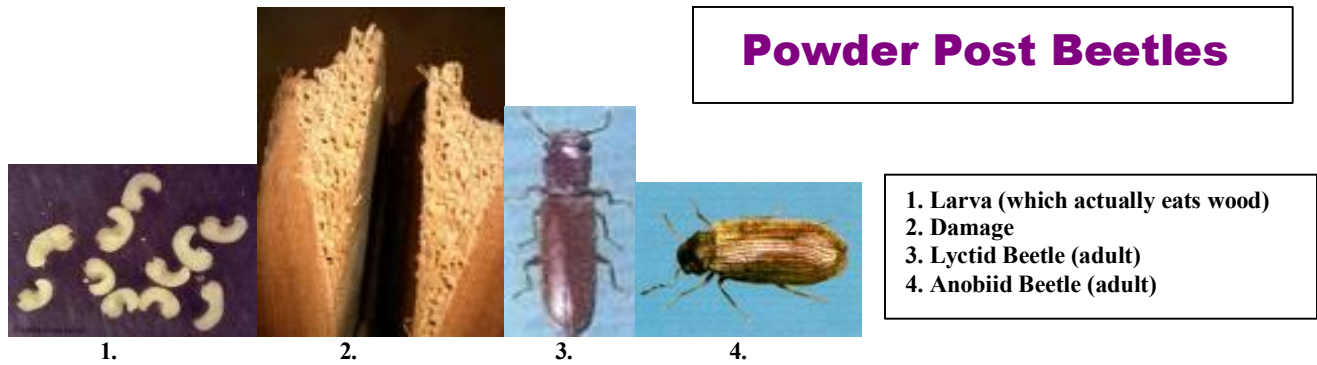 Powder Post Beetles
1. Larva (which actually eats wood)
2. Damage
3. Lyctid Beetle (adult)
4. Anobiid Beetle (adult)
1.
2.
3.
4.